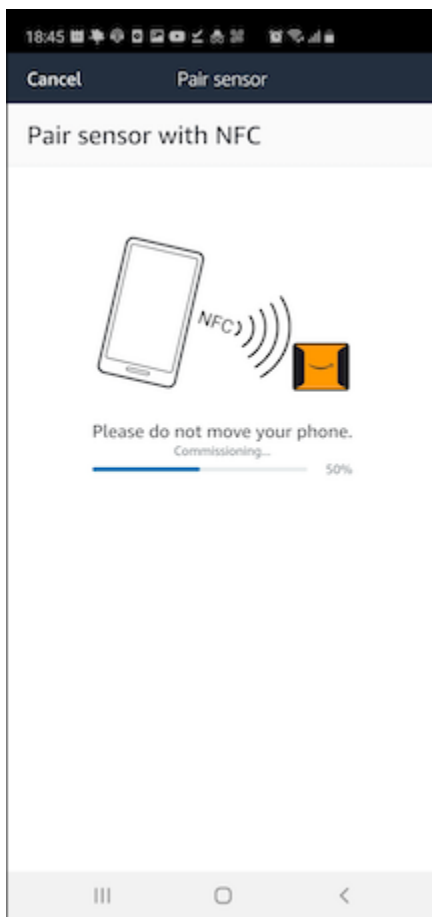 18:45
Cancel Pair sensor
Pair sensor with NFC
NFC
Please do not move your phone.
Commissioning...
50%